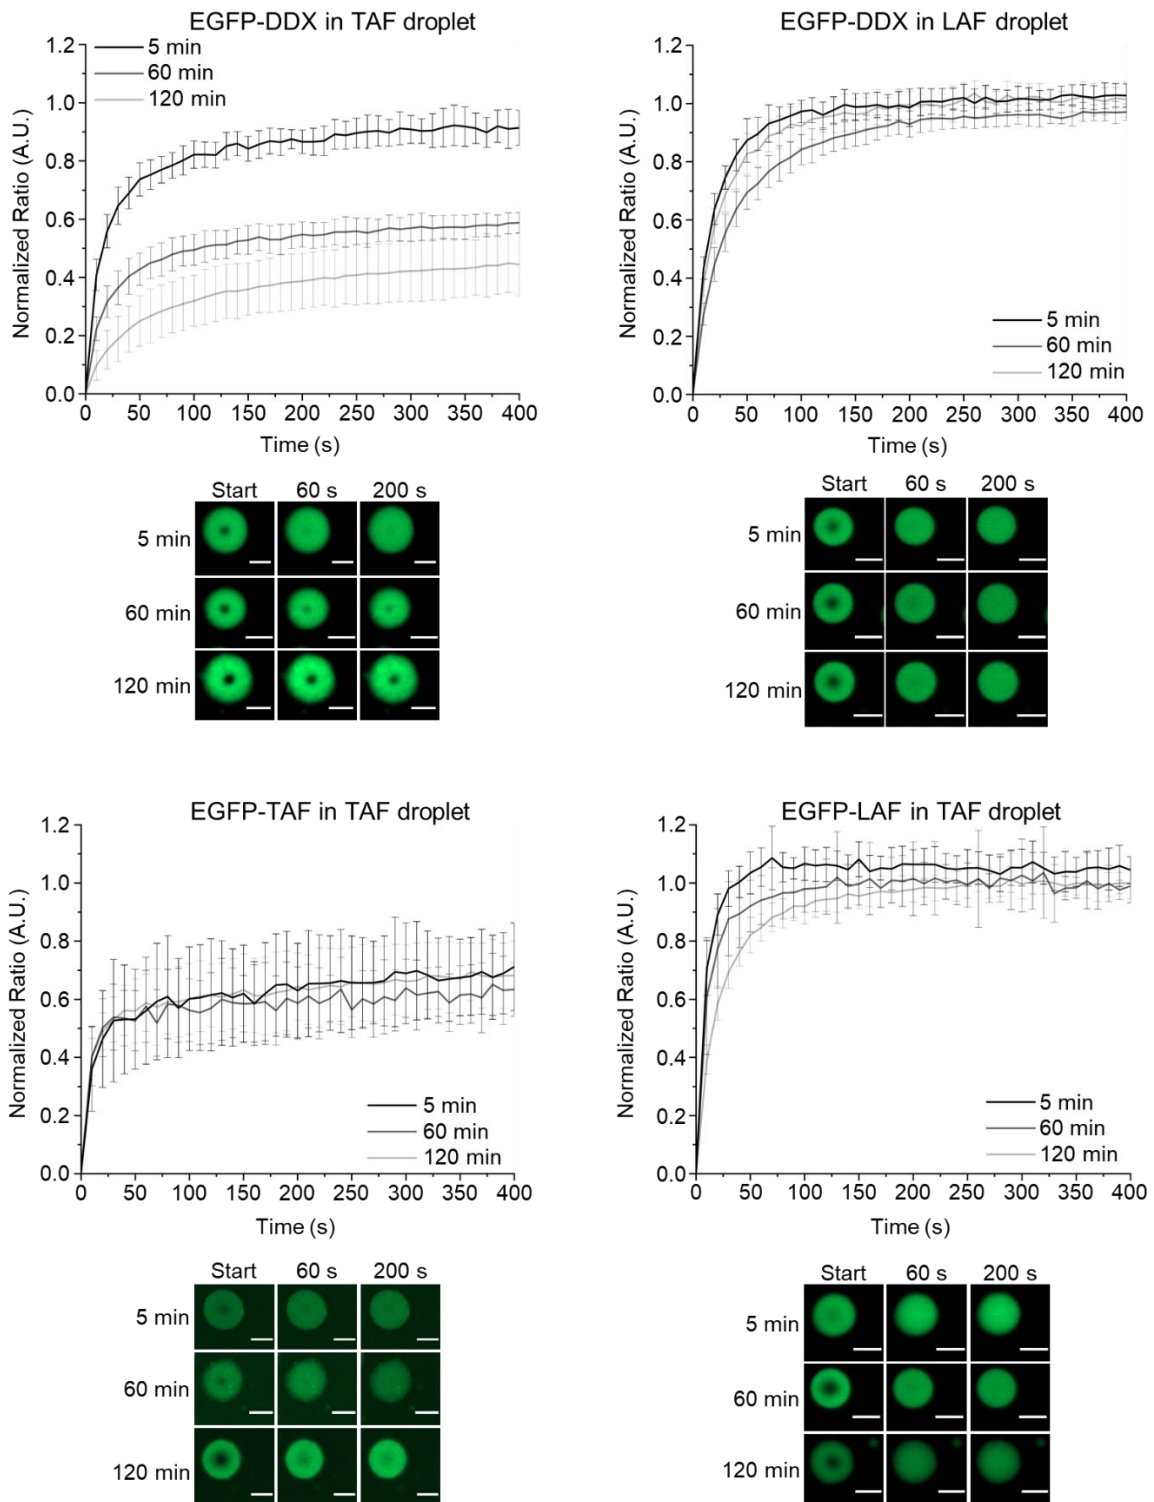 EGFP-DDX in TAF droplet
5 min
60 min
120 min
Normalized Ratio (A.U.)
1.2
1.0
0.8
0.6
0.4
0.2
0.0
0 50 100 150 200 250 300 350 400
Time (s)
Start 60 s 200 s
5 min
60 min
120 min
EGFP-DDX in LAF droplet
Normalized Ratio (A.U.)
1.2
1.0
0.8
0.6
0.4
0.2
0.0
5 min
60 min
120 min
0 50 100 150 200 250 300 350 400
Time (s)
Start 60 s 200 s
5 min
60 min
120 min
EGFP-TAF in TAF droplet
Normalized Ratio (A.U.)
1.2
1.0
0.8
0.6
0.4
0.2
0.0
5 min
60 min
120 min
0 50 100 150 200 250 300 350 400
Time (s)
Start 60 s 200 s
5 min
60 min
120 min
EGFP-LAF in TAF droplet
Normalized Ratio (A.U.)
1.2
1.0
0.8
0.6
0.4
0.2
0.0
5 min
60 min
120 min
0 50 100 150 200 250 300 350 400
Time (s)
Start 60 s 200 s
5 min
60 min
120 min